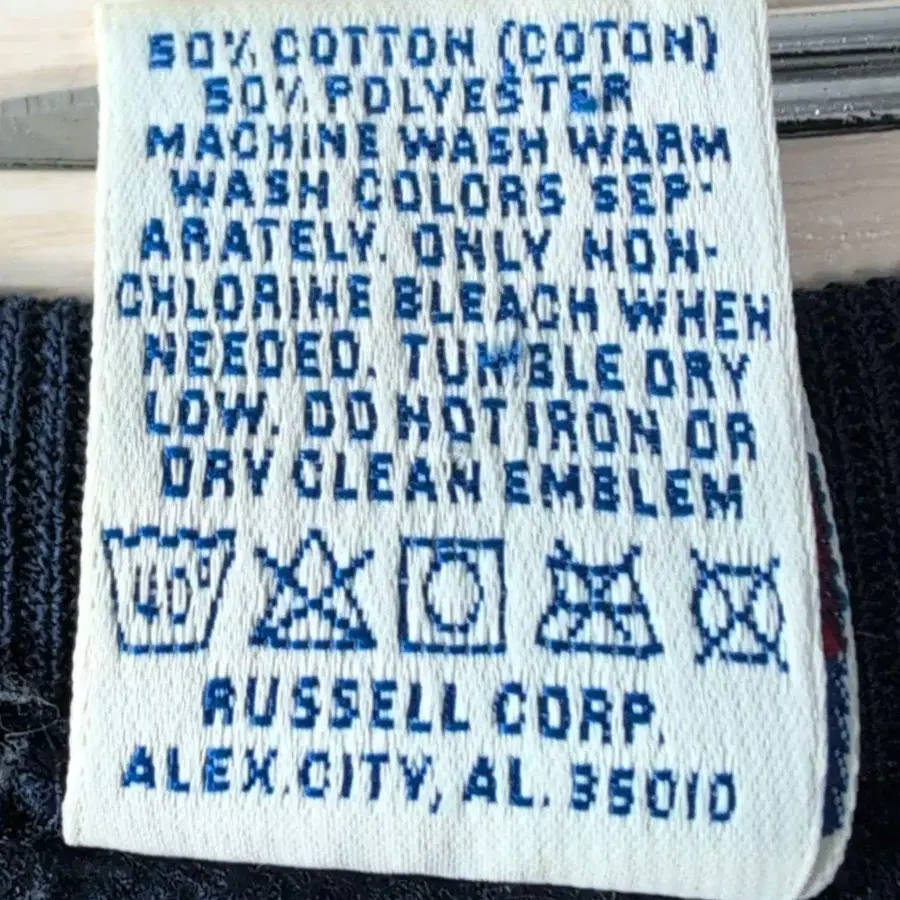 50% COTTON (COTON)
50% POLYESTER
MACHINE WASH WARM
WASH COLORS SEP-
ARATELY. ONLY NON-
CHLORINE BLEACH WHEN
NEEDED. TUMBLE DRY
LOW. DO NOT IRON OR
DRY CLEAN EMBLEM
40°
RUSSELL CORP.
ALEX.CITY, AL. 35010